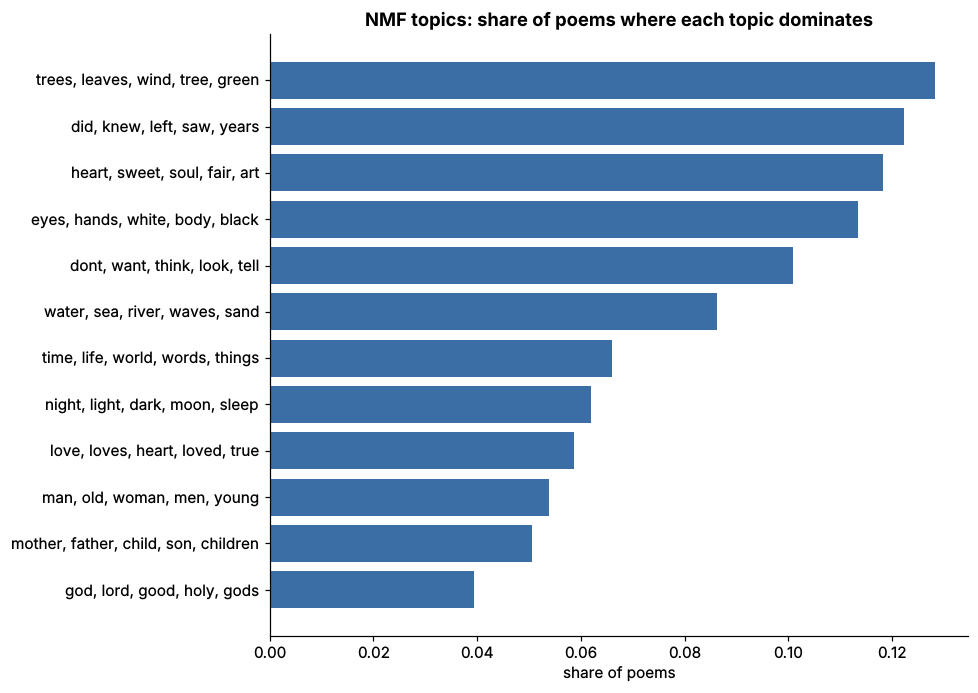 NMF topics: share of poems where each topic dominates
trees, leaves, wind, tree, green
did, knew, left, saw, years
heart, sweet, soul, fair, art
eyes, hands, white, body, black
dont, want, think, look, tell
water, sea, river, waves, sand
time, life, world, words, things
night, light, dark, moon, sleep
love, loves, heart, loved, true
man, old, woman, men, young
mother, father, child, son, children
god, lord, good, holy, gods
0.00 0.02 0.04 0.06 0.08 0.10 0.12
share of poems